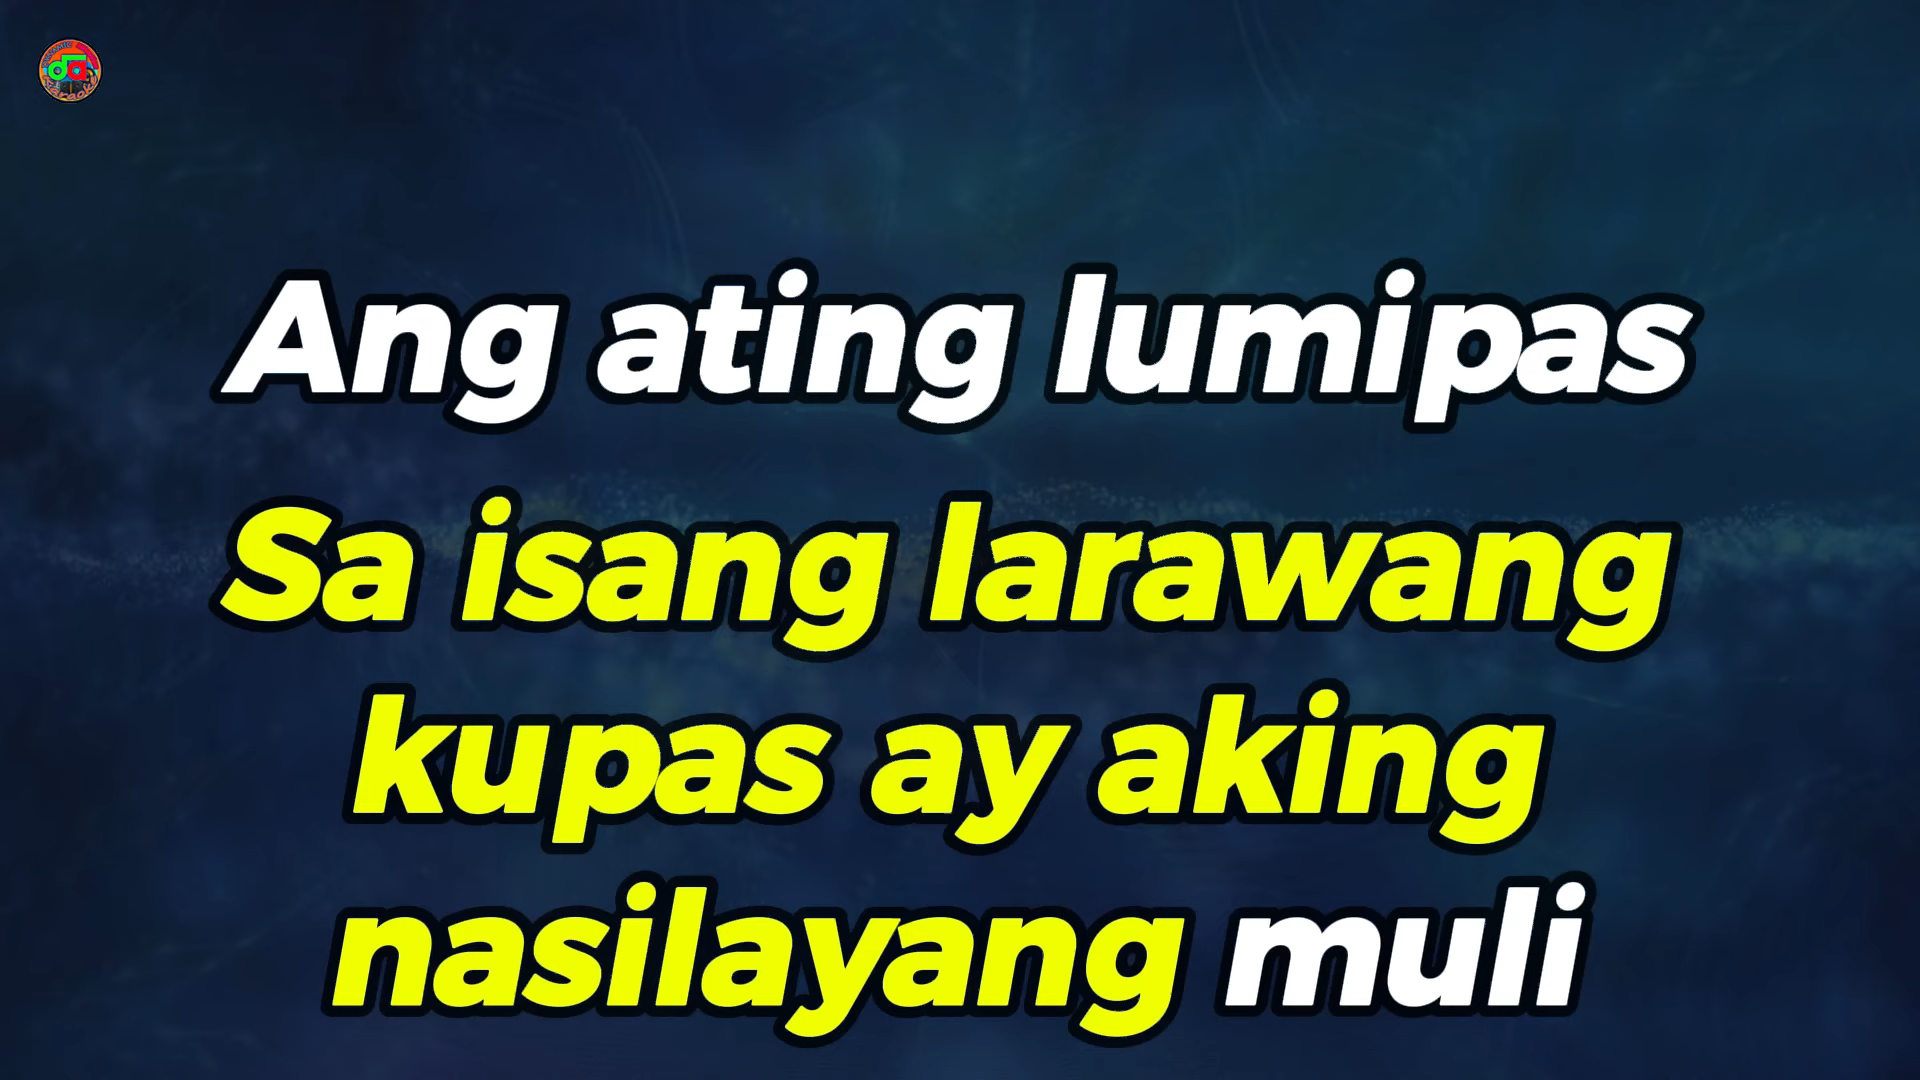 Ang ating lumipas
Sa isang larawang
kupas ay aking
nasilayang muli